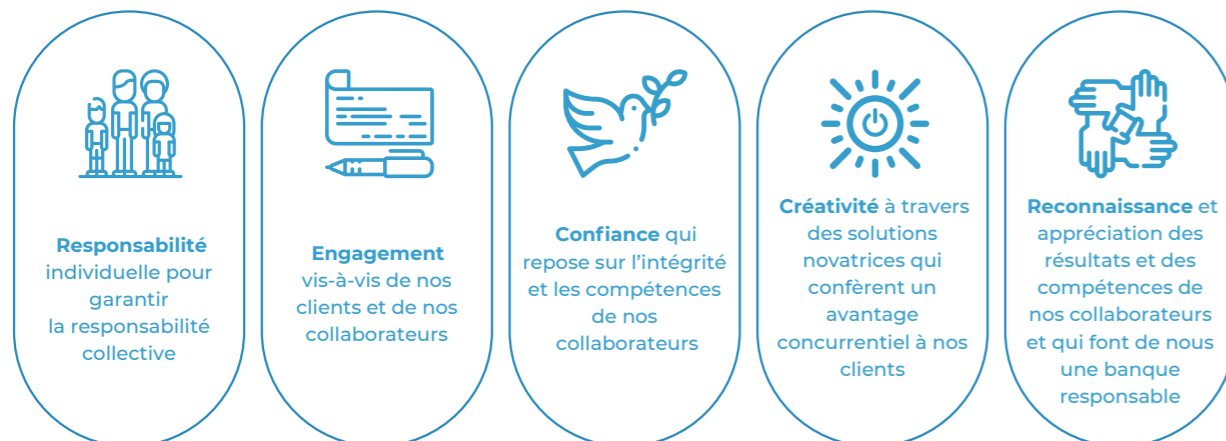 Responsabilité
individuelle pour
garantir
la responsabilité
collective
Engagement
vis-à-vis de nos
clients et de nos
collaborateurs
Confiance qui
repose sur l’intégrité
et les compétences
de nos
collaborateurs
Créativité à travers
des solutions
novatrices qui
confèrent un
avantage
concurrentiel à nos
clients
Reconnaissance et
appréciation des
résultats et des
compétences de
nos collaborateurs
et qui font de nous
une banque
responsable